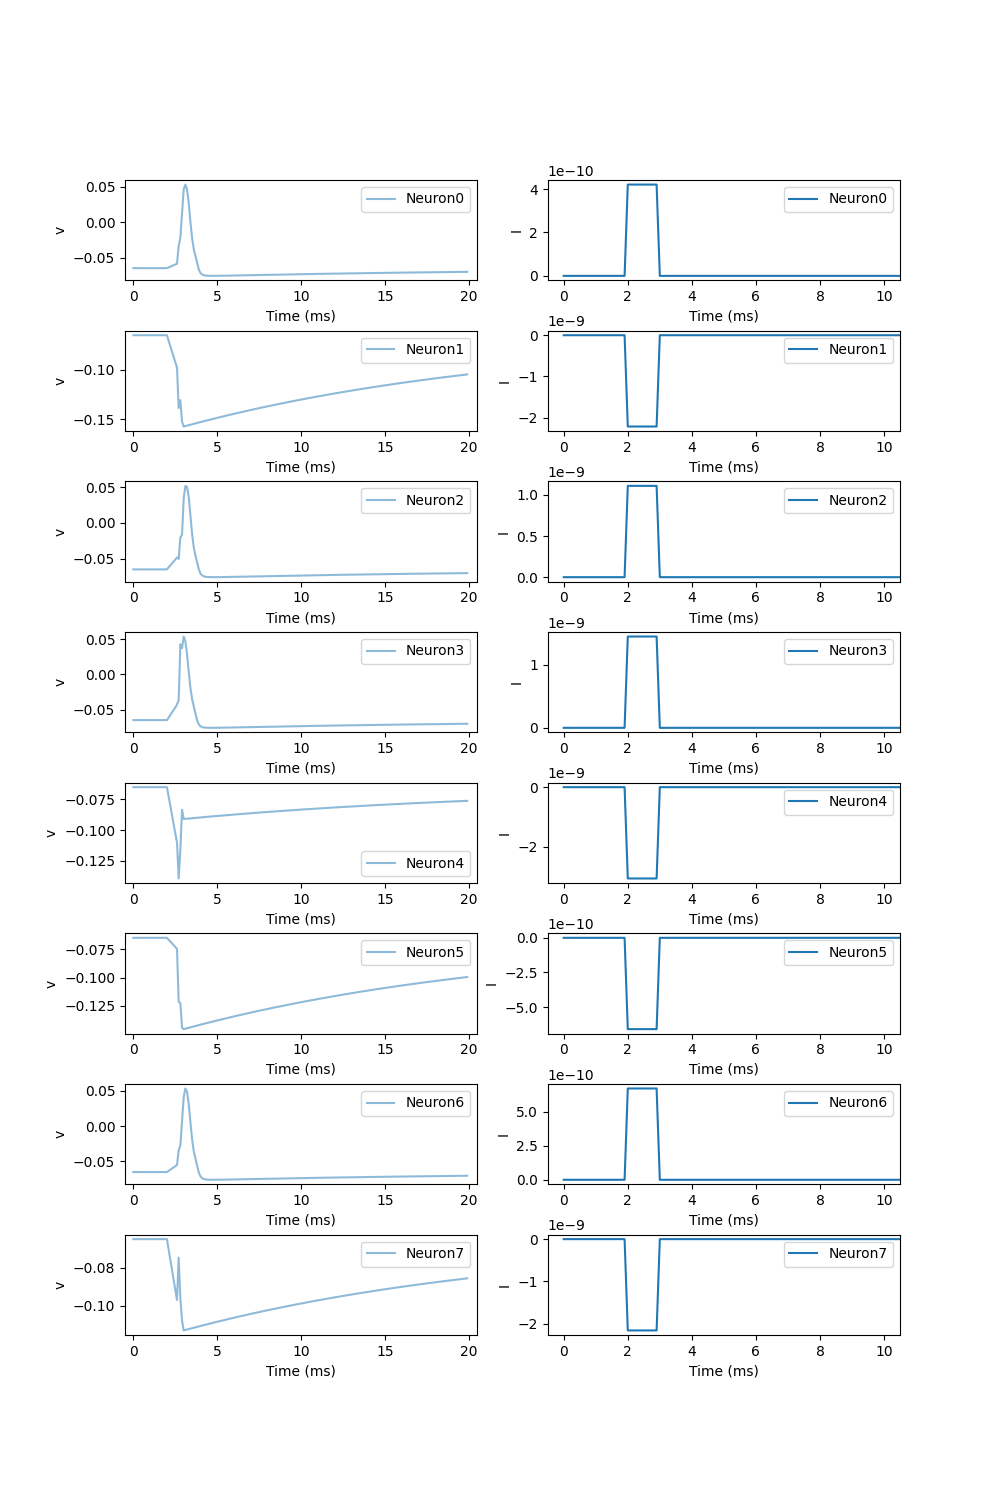 1e−10
0.05
0.00
−0.05
v
Neuron0
0 5 10 15 20
Time (ms)
4
2
0
I
Neuron0
0 2 4 6 8 10
Time (ms)
−0.10
−0.15
v
Neuron1
0 5 10 15 20
Time (ms)
1e−9
0
−1
−2
I
Neuron1
0 2 4 6 8 10
Time (ms)
0.05
0.00
−0.05
v
Neuron2
0 5 10 15 20
Time (ms)
1e−9
1.0
0.5
0.0
I
Neuron2
0 2 4 6 8 10
Time (ms)
0.05
0.00
−0.05
v
Neuron3
0 5 10 15 20
Time (ms)
1e−9
1
0
I
Neuron3
0 2 4 6 8 10
Time (ms)
−0.075
−0.100
−0.125
v
Neuron4
0 5 10 15 20
Time (ms)
1e−9
0
−2
I
Neuron4
0 2 4 6 8 10
Time (ms)
−0.075
−0.100
−0.125
v
Neuron5
0 5 10 15 20
Time (ms)
1e−10
0.0
−2.5
−5.0
I
Neuron5
0 2 4 6 8 10
Time (ms)
0.05
0.00
−0.05
v
Neuron6
0 5 10 15 20
Time (ms)
1e−10
5.0
2.5
0.0
I
Neuron6
0 2 4 6 8 10
Time (ms)
−0.08
−0.10
v
Neuron7
0 5 10 15 20
Time (ms)
1e−9
0
−1
−2
I
Neuron7
0 2 4 6 8 10
Time (ms)